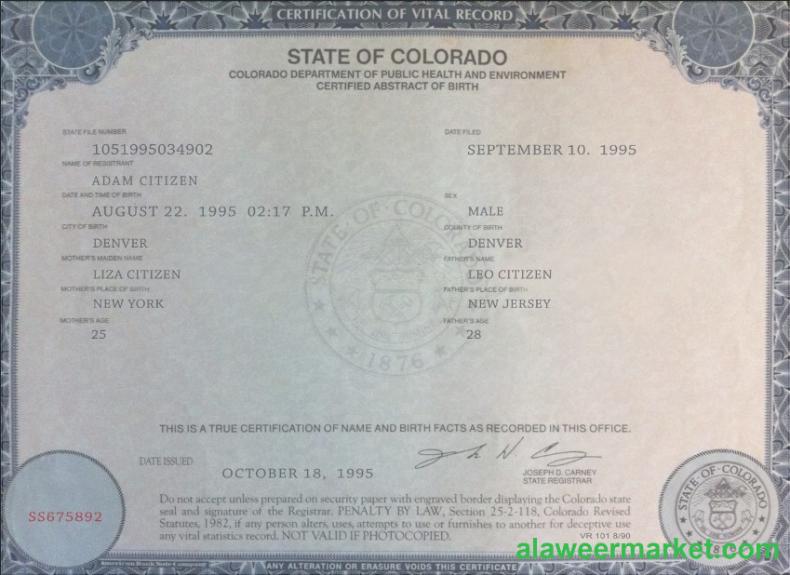 CERTIFICATION OF VITAL RECORD
STATE OF COLORADO
COLORADO DEPARTMENT OF PUBLIC HEALTH AND ENVIRONMENT
CERTIFIED ABSTRACT OF BIRTH
STATE FILE NUMBER DATE FILED
1051995034902 SEPTEMBER 10. 1995
NAME OF REGISTRANT
ADAM CITIZEN
DATE AND TIME OF BIRTH SEX
AUGUST 22. 1995 02:17 P.M. MALE
CITY OF BIRTH COUNTY OF BIRTH
DENVER DENVER
MOTHER'S MAIDEN NAME FATHER'S NAME
LIZA CITIZEN LEO CITIZEN
MOTHER'S PLACE OF BIRTH FATHER'S PLACE OF BIRTH
NEW YORK NEW JERSEY
MOTHER'S AGE FATHER'S AGE
25 28
STATE OF COLORADO
1876
THIS IS A TRUE CERTIFICATION OF NAME AND BIRTH FACTS AS RECORDED IN THIS OFFICE.
DATE ISSUED
OCTOBER 18, 1995
JOSEPH D. CARNEY
STATE REGISTRAR
SS675892
Do not accept unless prepared on security paper with engraved border displaying the Colorado state
seal and signature of the Registrar. PENALTY BY LAW, Section 25-2-118, Colorado Revised
Statutes, 1982, if any person alters, uses, attempts to use or furnishes to another for deceptive use
any vital statistics record. NOT VALID IF PHOTOCOPIED.
VR 101 8/90
STATE OF COLORADO
alaweermarket.com
American Bank Note Company
ANY ALTERATION OR ERASURE VOIDS THIS CERTIFICATE